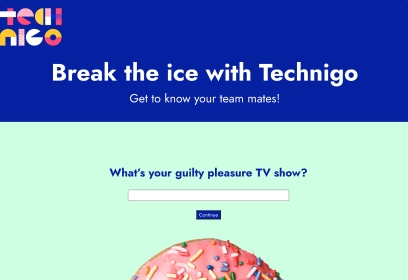 tech
nigo
Break the ice with Technigo
Get to know your team mates!
What's your guilty pleasure TV show?
Continue